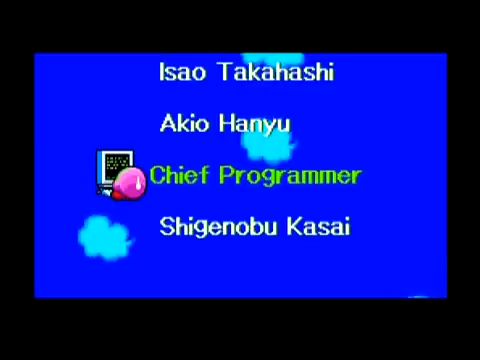 Isao Takahashi
Akio Hanyu
Chief Programmer
Shigenobu Kasai